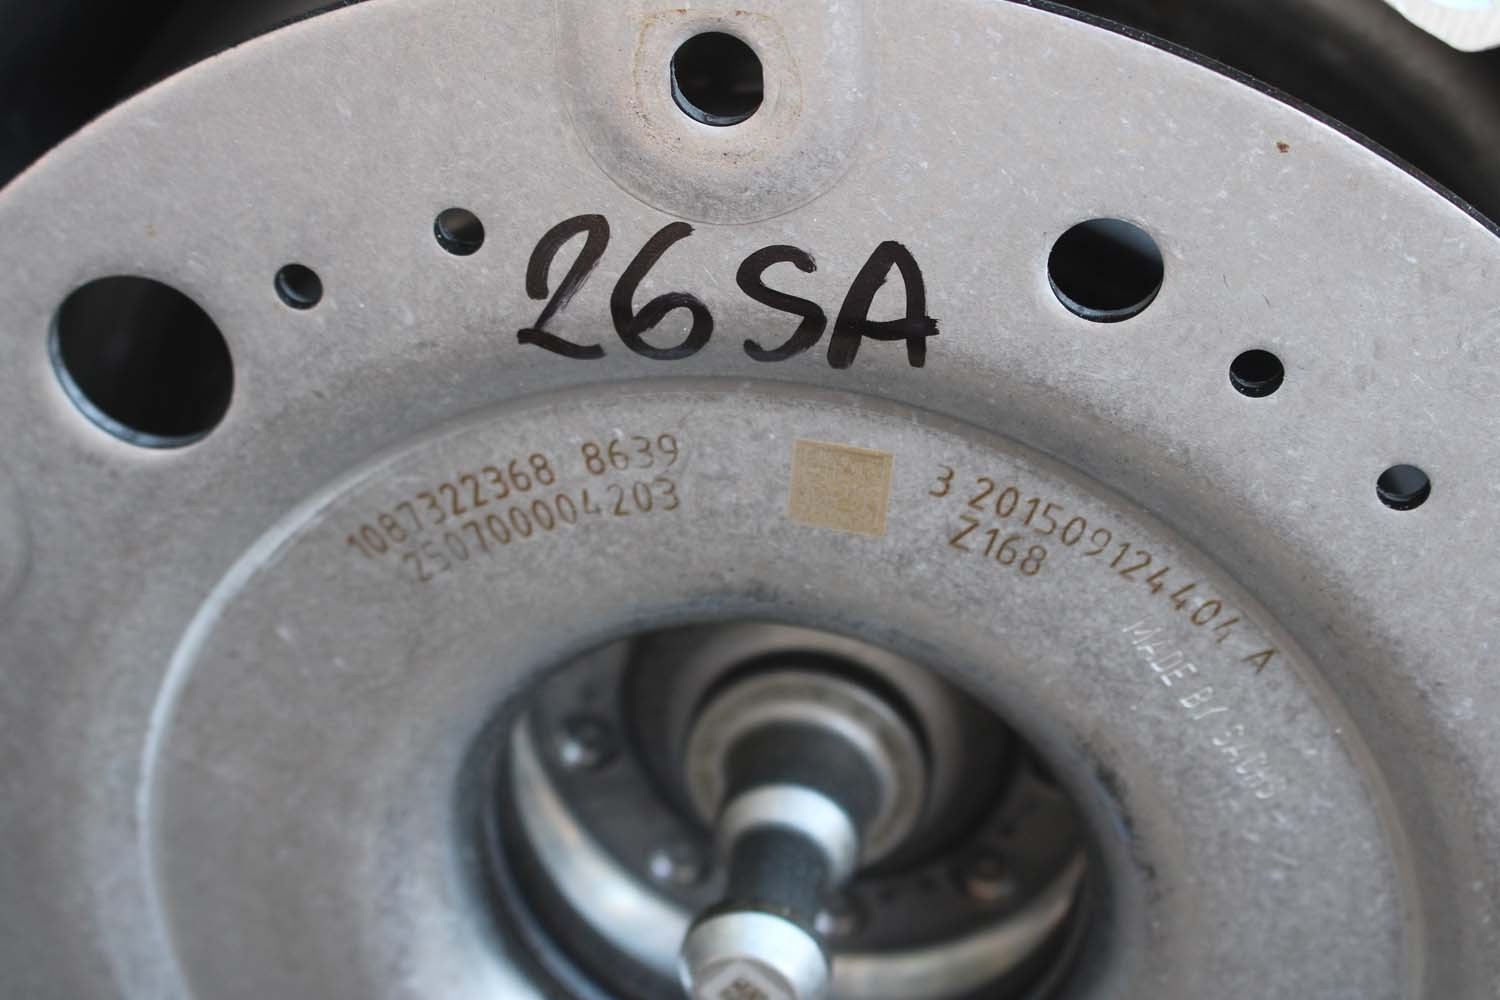 26SA
1087322368 8639
Z50700004203
3 201509124404 A
Z168
MADE BY SACHS